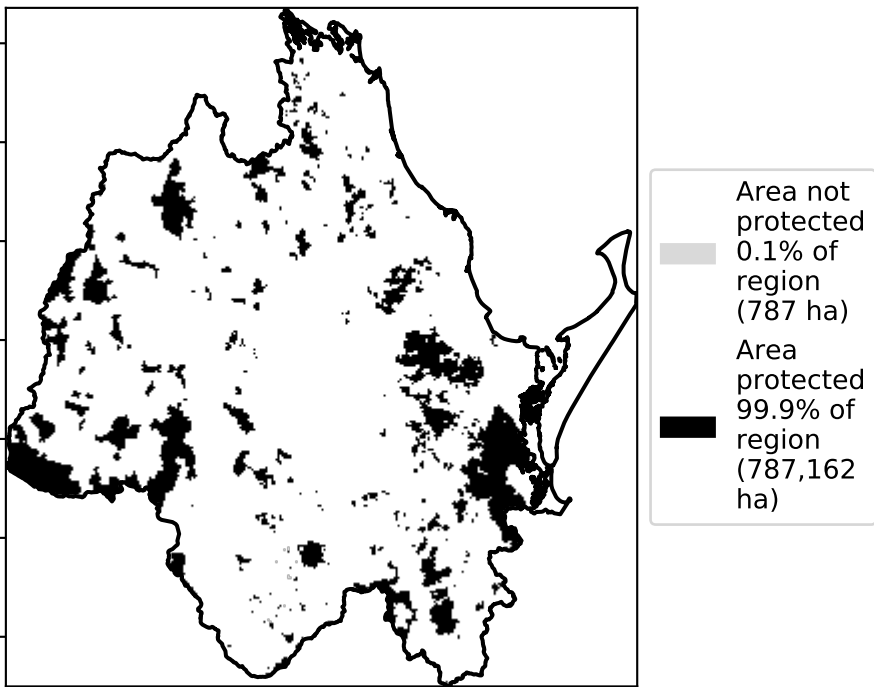 Area not
protected
0.1% of
region
(787 ha)
Area
protected
99.9% of
region
(787,162
ha)